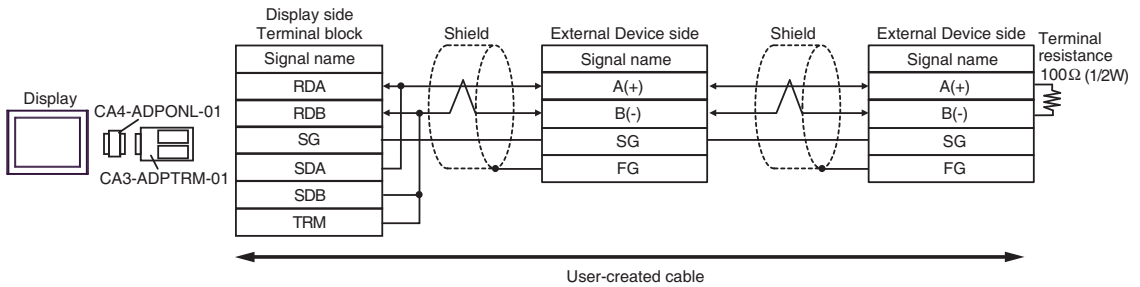 Display side
Terminal block
Shield
External Device side
Shield
External Device side
Terminal
resistance
100Ω (1/2W)
Signal name
Signal name
Signal name
RDA
A(+)
A(+)
Display
CA4-ADPONL-01
RDB
B(-)
B(-)
SG
SG
SG
CA3-ADPTRM-01
SDA
FG
FG
SDB
TRM
User-created cable